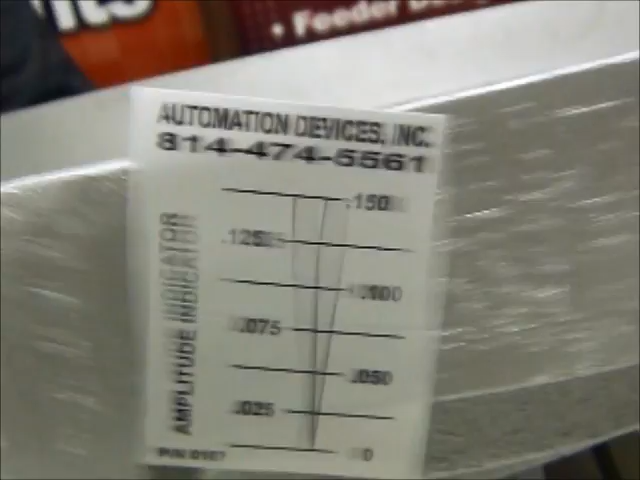 • Feeder
AUTOMATION DEVICES, INC.
814-474-5561
.150
.125
.100
.075
.050
.025
0
AMPLITUDE INDICATOR